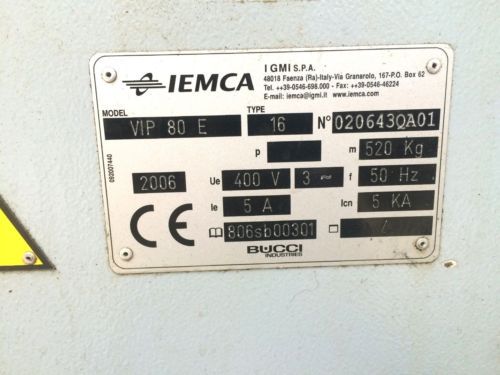 IEMCA
IGMi S.P.A.
48018 Faenza (Ra)-Italy-Via Granarolo, 167-P.O. Box 62
Tel. ++39-0546-698.000 - Fax: ++39-0546-46224
E-mail: iemca@igmi.it www.iemca.com
MODEL VIP 80 E TYPE 16 N° 020643QA01
p m 520 Kg
2006 Ue 400 V 3 ~ f 50 Hz
CE Ie 5 A Icn 5 KA
806sb00301 /
BUCCI
INDUSTRIES
092007440